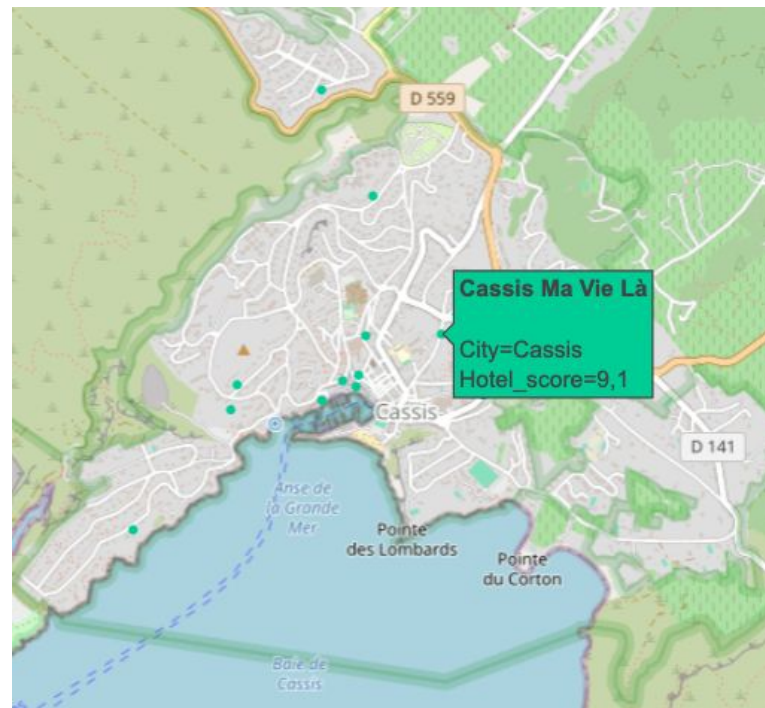 D 559
Cassis Ma Vie Là
City=Cassis
Hotel_score=9,1
Cassis
D 141
Anse de
la Grande
Mer
Pointe
des Lombards
Pointe
du Corton
Baie de
Cassis